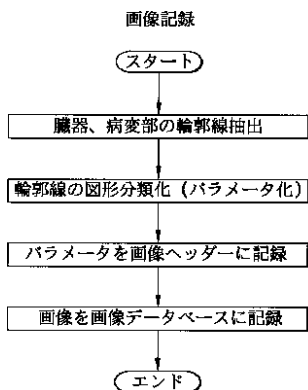 画像記録
スタート
臓器、病変部の輪郭線抽出
輪郭線の図形分類化（パラメータ化）
パラメータを画像ヘッダーに記録
画像を画像データベースに記録
エンド